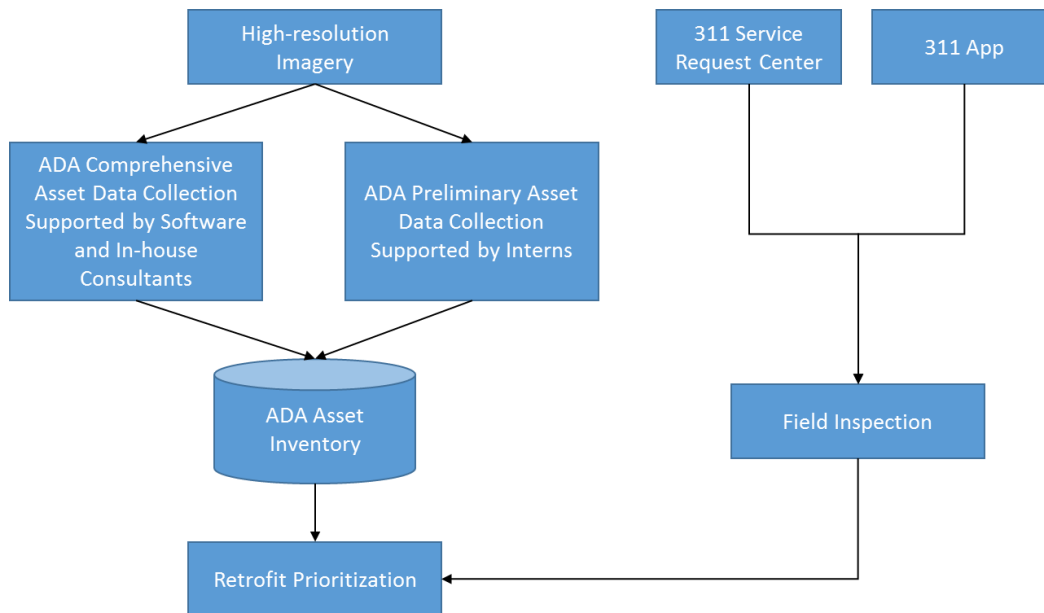 High-resolution
Imagery
311 Service
Request Center
311 App
ADA Comprehensive
Asset Data Collection
Supported by Software
and In-house
Consultants
ADA Preliminary Asset
Data Collection
Supported by Interns
ADA Asset
Inventory
Field Inspection
Retrofit Prioritization